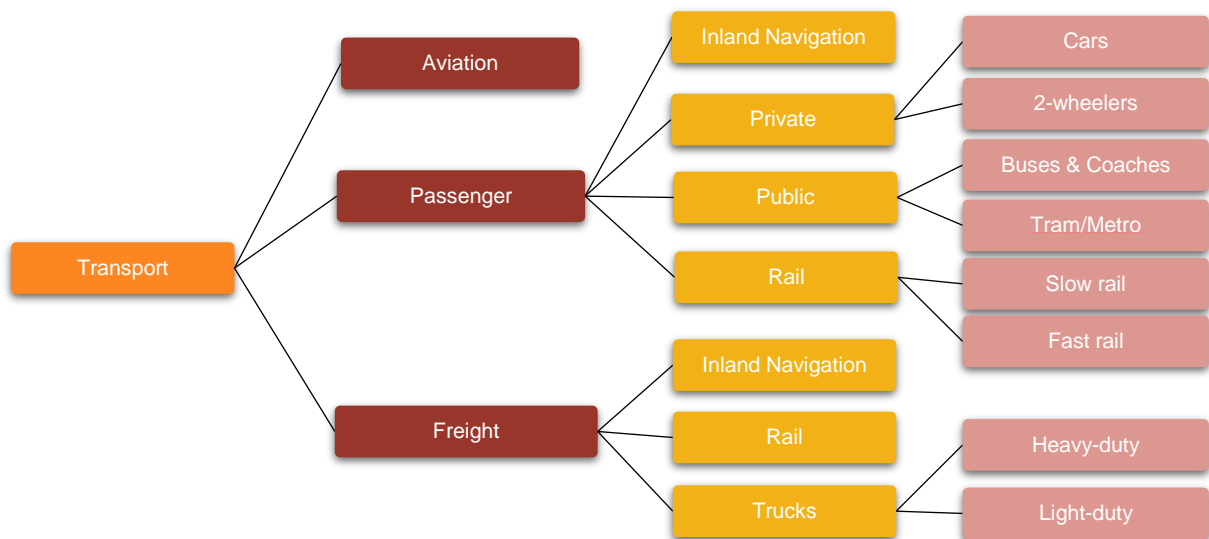 Transport
Aviation
Passenger
Freight
Inland Navigation
Private
Public
Rail
Inland Navigation
Rail
Trucks
Cars
2-wheelers
Buses & Coaches
Tram/Metro
Slow rail
Fast rail
Heavy-duty
Light-duty